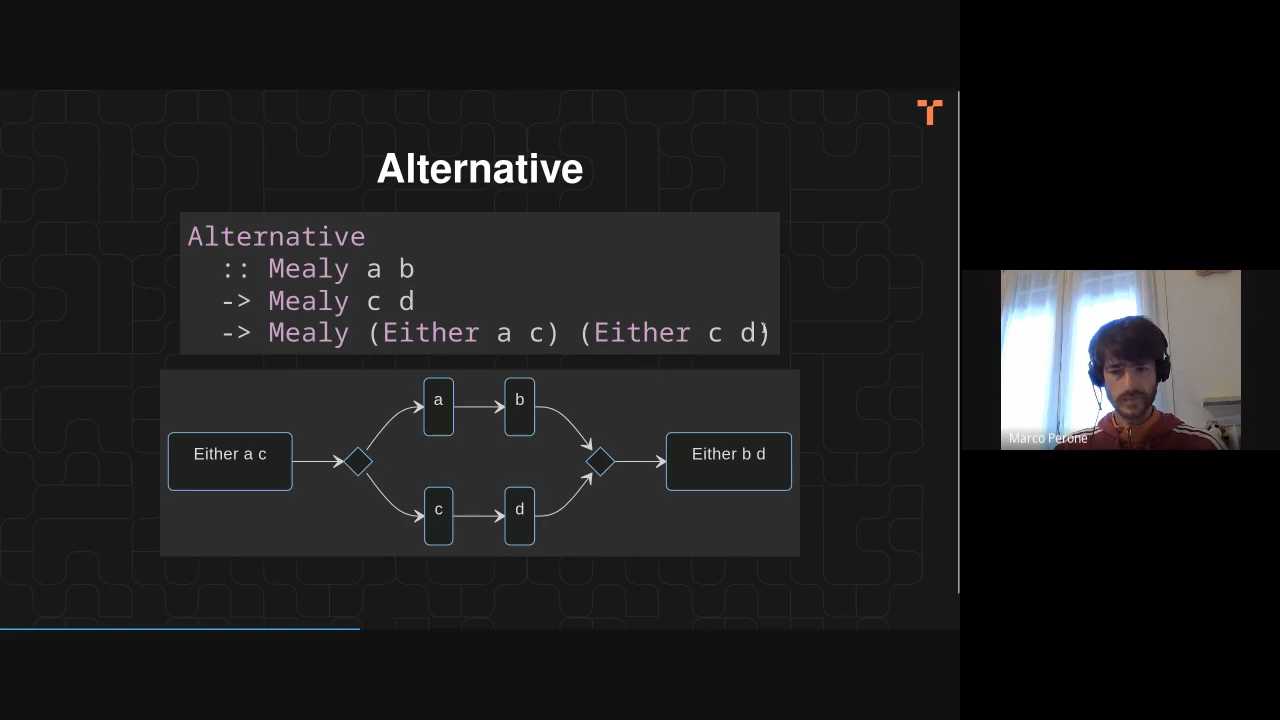 Alternative
Alternative
:: Mealy a b
-> Mealy c d
-> Mealy (Either a c) (Either c d)
a
b
Either a c
Either b d
c
d
Marco Perone